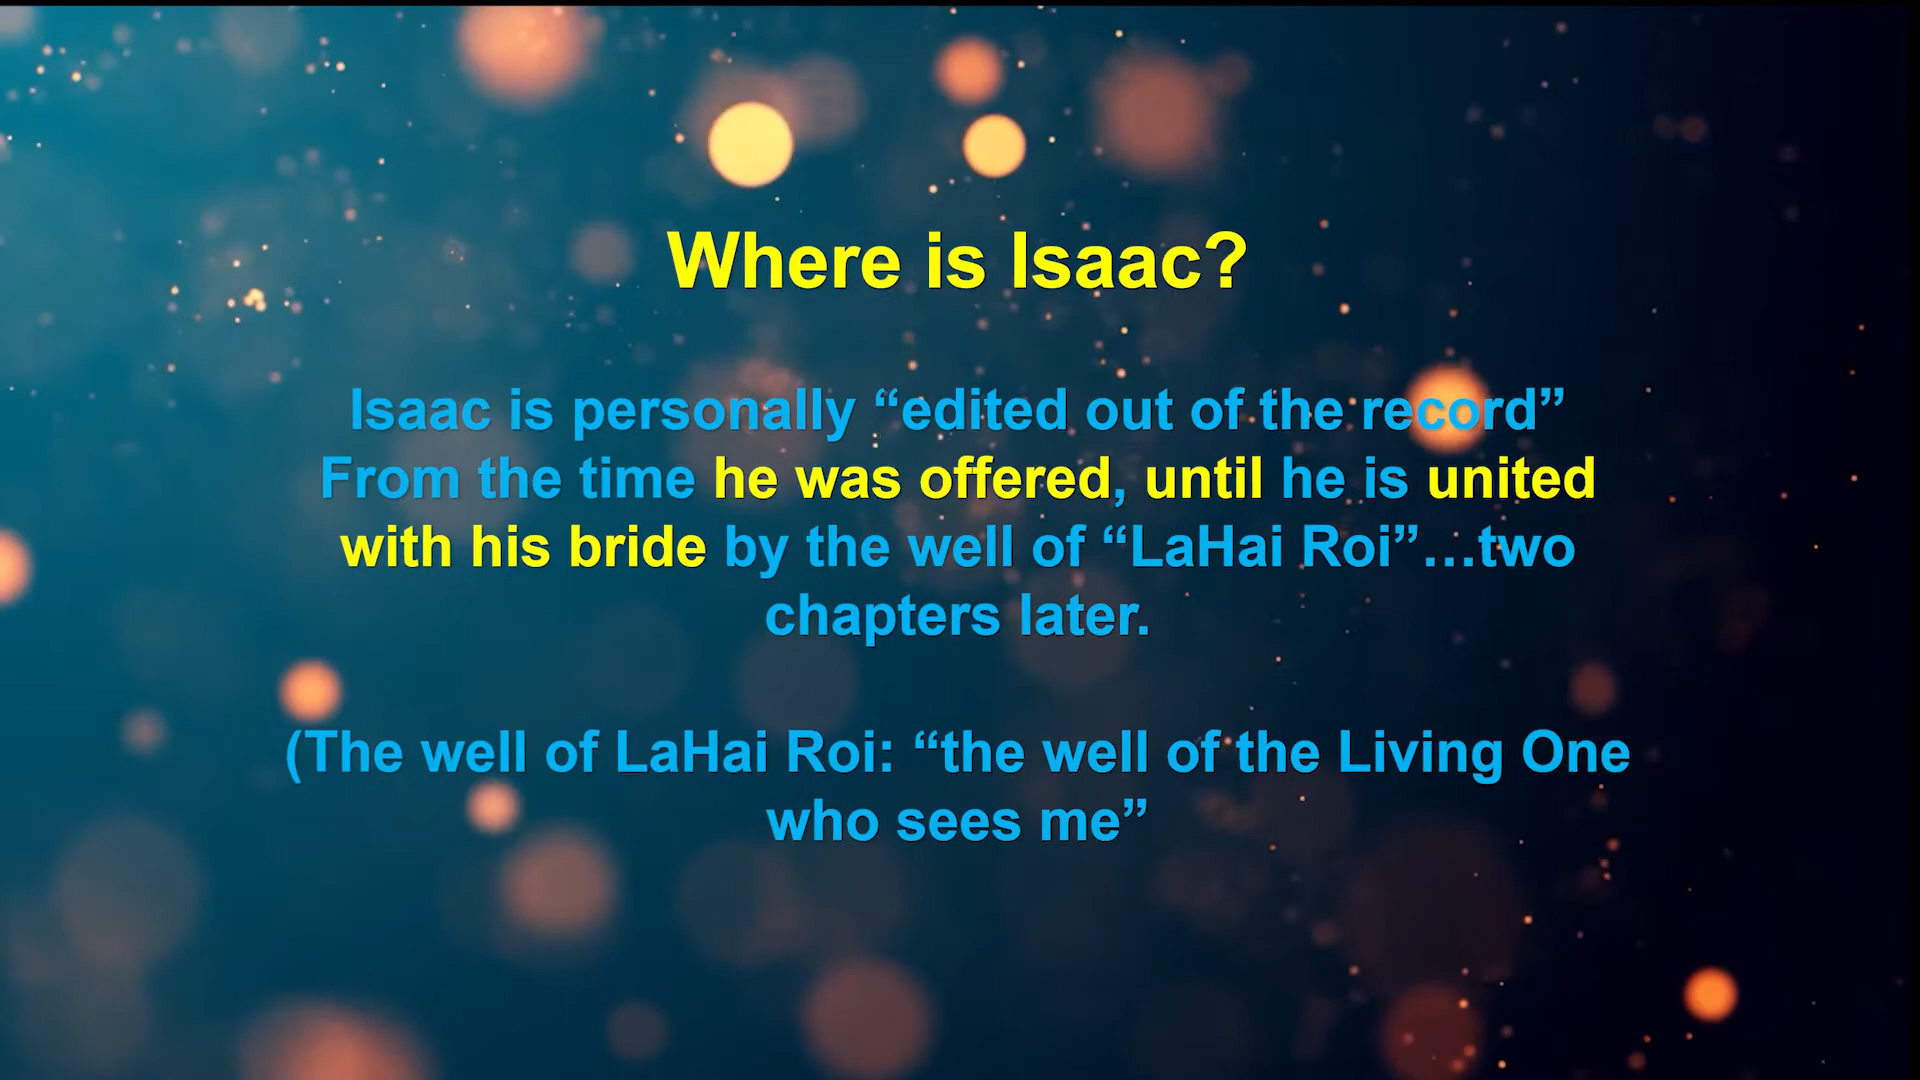 Where is Isaac?
Isaac is personally “edited out of the record”
From the time he was offered, until he is united
with his bride by the well of “LaHai Roi”…two
chapters later.
(The well of LaHai Roi: “the well of the Living One
who sees me”